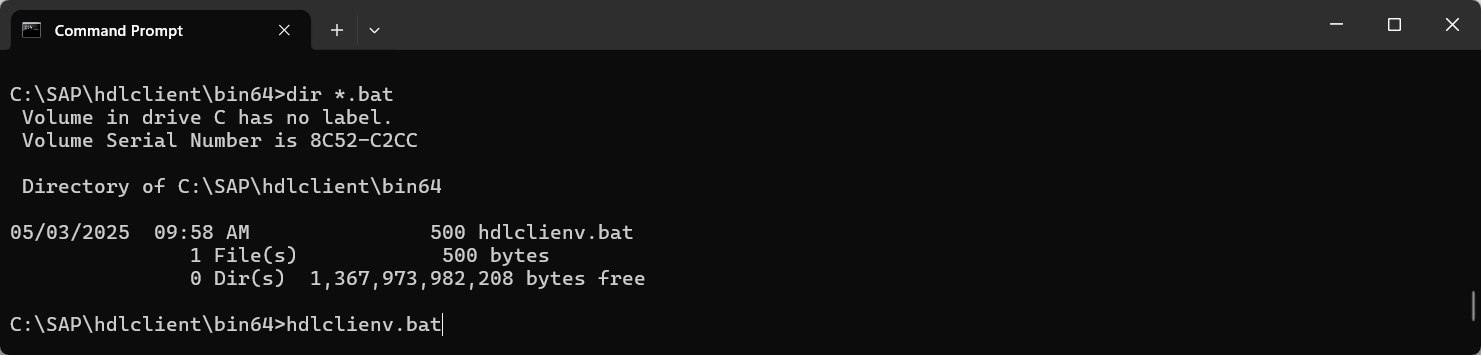 Command Prompt
C:\SAP\hdlclient\bin64>dir *.bat
 Volume in drive C has no label.
 Volume Serial Number is 8C52-C2CC
 Directory of C:\SAP\hdlclient\bin64
05/03/2025  09:58 AM               500 hdlclienv.bat
               1 File(s)            500 bytes
               0 Dir(s)  1,367,973,982,208 bytes free
C:\SAP\hdlclient\bin64>hdlclienv.bat